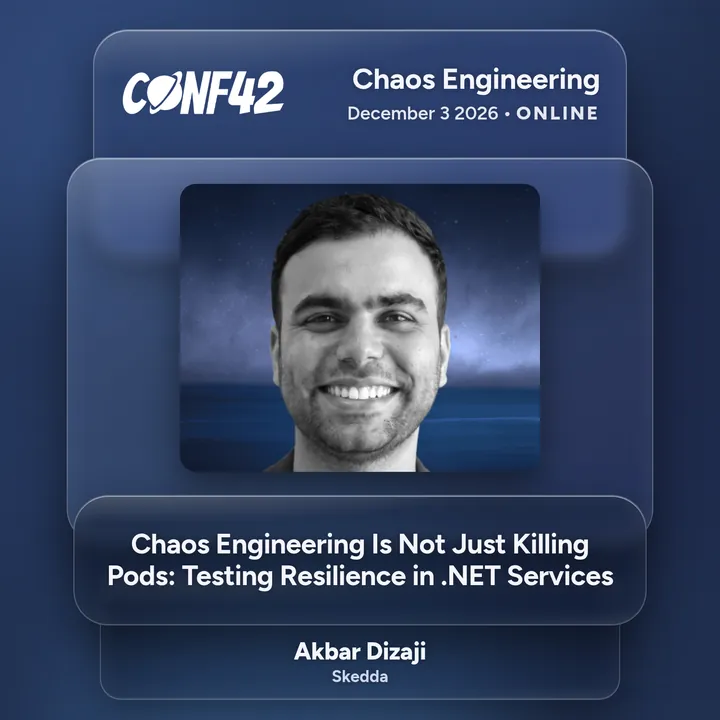 CONF42
Chaos Engineering
December 3 2026 • ONLINE
Chaos Engineering Is Not Just Killing
Pods: Testing Resilience in .NET Services
Akbar Dizaji
Skedda